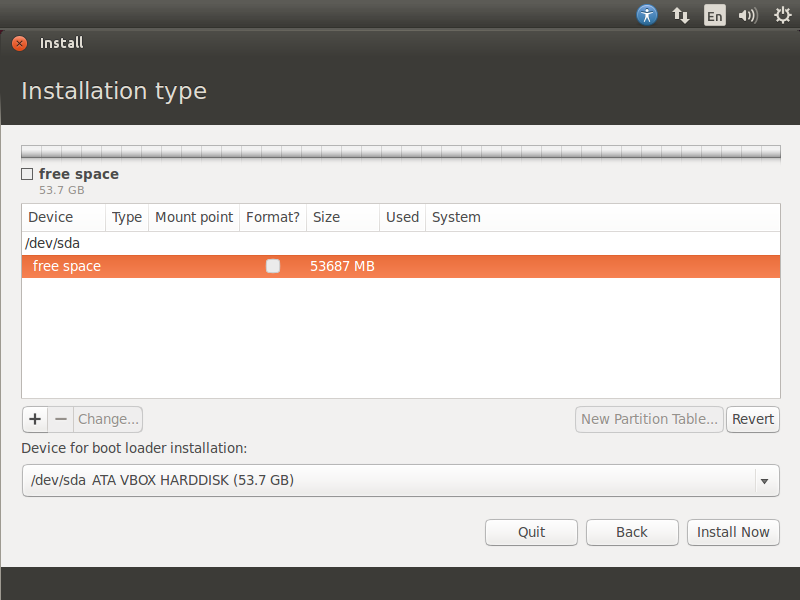 En
Install
Installation type
free space
53.7 GB
Device Type Mount point Format? Size Used System
/dev/sda
free space 53687 MB
+ − Change... New Partition Table... Revert
Device for boot loader installation:
/dev/sda ATA VBOX HARDDISK (53.7 GB)
Quit Back Install Now